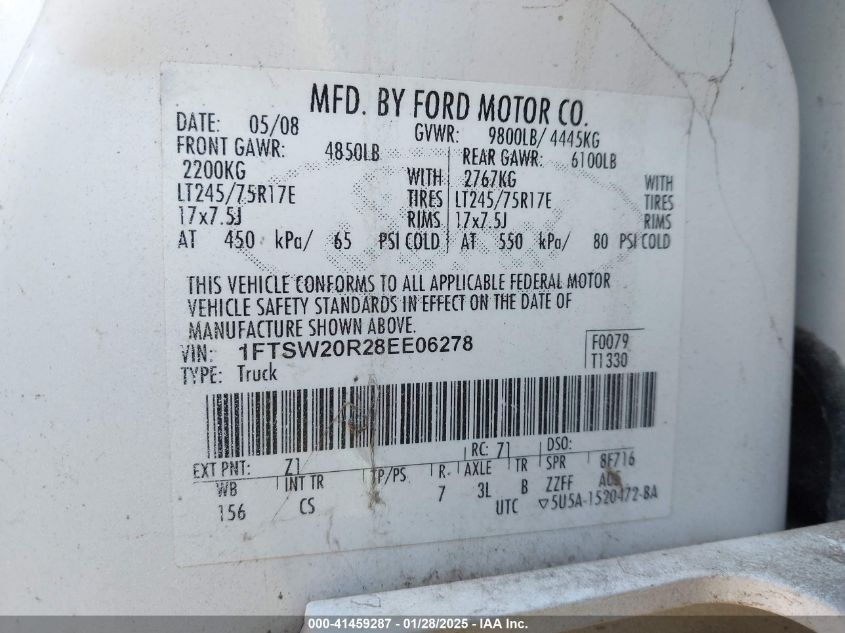 MFD. BY FORD MOTOR CO.
DATE: 05/08 GVWR: 9800LB/ 4445KG
FRONT GAWR: 4850LB REAR GAWR: 6100LB
2200KG WITH 2767KG WITH
LT245/75R17E TIRES LT245/75R17E TIRES
17x7.5J RIMS 17x7.5J RIMS
AT 450 kPa/ 65 PSI COLD AT 550 kPa/ 80 PSI COLD
THIS VEHICLE CONFORMS TO ALL APPLICABLE FEDERAL MOTOR
VEHICLE SAFETY STANDARDS IN EFFECT ON THE DATE OF
MANUFACTURE SHOWN ABOVE.
VIN: 1FTSW20R28EE06278 F0079
TYPE: Truck T1330
EXT PNT: Z1 RC: 71 DSO:
WB INT TR TP/PS R. AXLE TR SPR 8F716
156 CS 7 3L B ZZFF
UTC ▽5U5A-1520472-BA
000-41459287 - 01/28/2025 - IAA Inc.